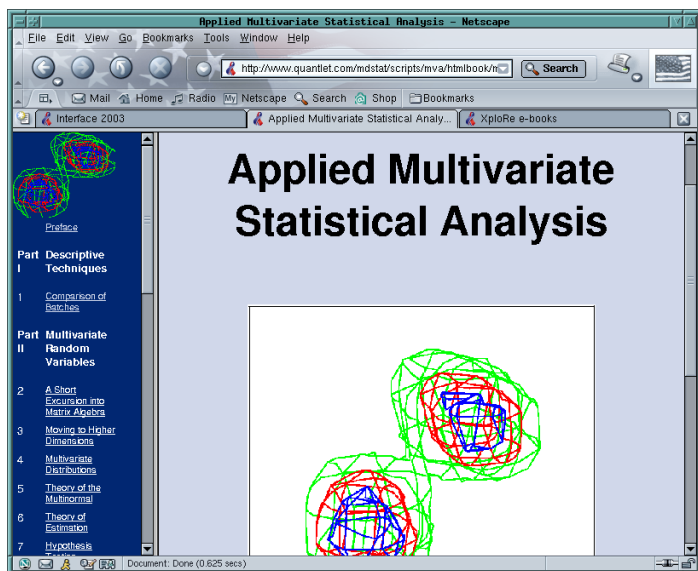 Applied Multivariate Statistical Analysis - Netscape
File Edit View Go Bookmarks Tools Window Help
http://www.quantlet.com/mdstat/scripts/mva/htmlbook/
Search
Mail Home Radio My Netscape Search Shop Bookmarks
Interface 2003
Applied Multivariate Statistical Analy...
XploRe e-books
Preface
Part I Descriptive Techniques
1 Comparison of Batches
Part II Multivariate Random Variables
2 A Short Excursion into Matrix Algebra
3 Moving to Higher Dimensions
4 Multivariate Distributions
5 Theory of the Multinormal
6 Theory of Estimation
7 Hypothesis
Applied Multivariate
Statistical Analysis
Document: Done (0.625 secs)